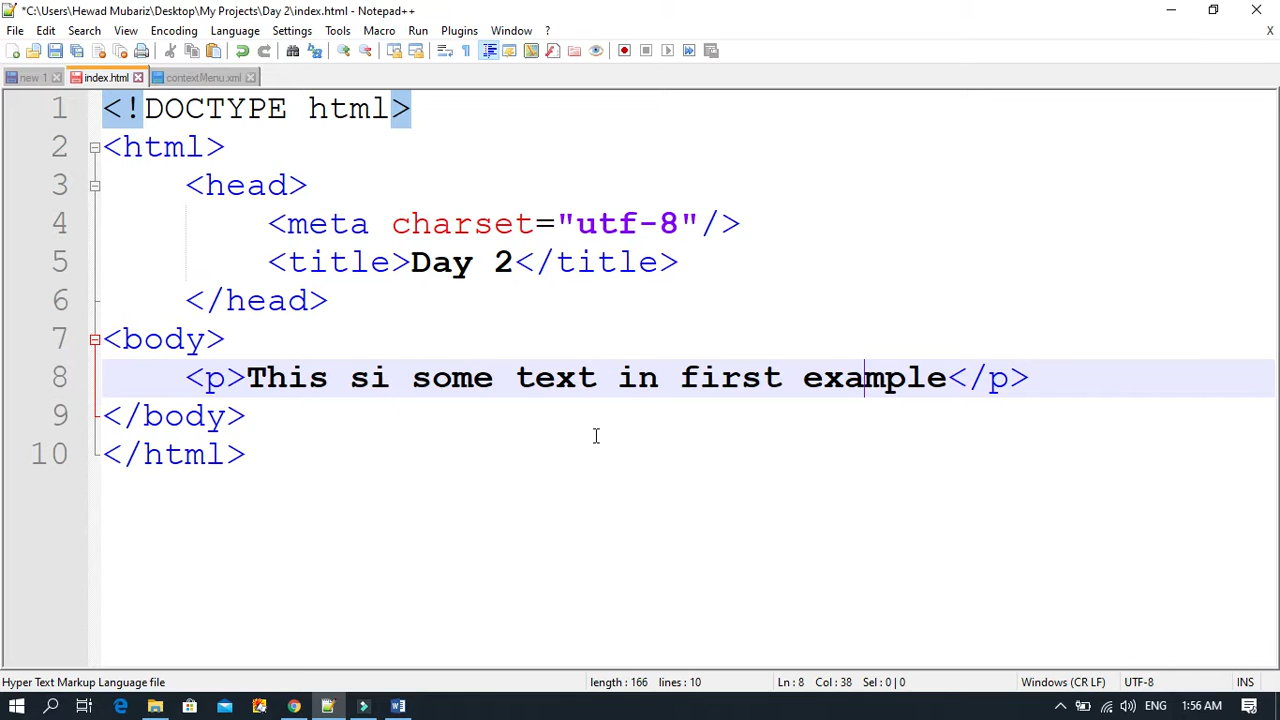 *C:\Users\Hewad Mubariz\Desktop\My Projects\Day 2\index.html - Notepad++
File Edit Search View Encoding Language Settings Tools Macro Run Plugins Window ? X
new 1 index.html contextMenu.xml
1 <!DOCTYPE html>
2 <html>
3 <head>
4 <meta charset="utf-8"/>
5 <title>Day 2</title>
6 </head>
7 <body>
8 <p>This si some text in first example</p>
9 </body>
10 </html>
Hyper Text Markup Language file length : 166 lines : 10 Ln : 8 Col : 38 Sel : 0 | 0 Windows (CR LF) UTF-8 INS
ENG 1:56 AM